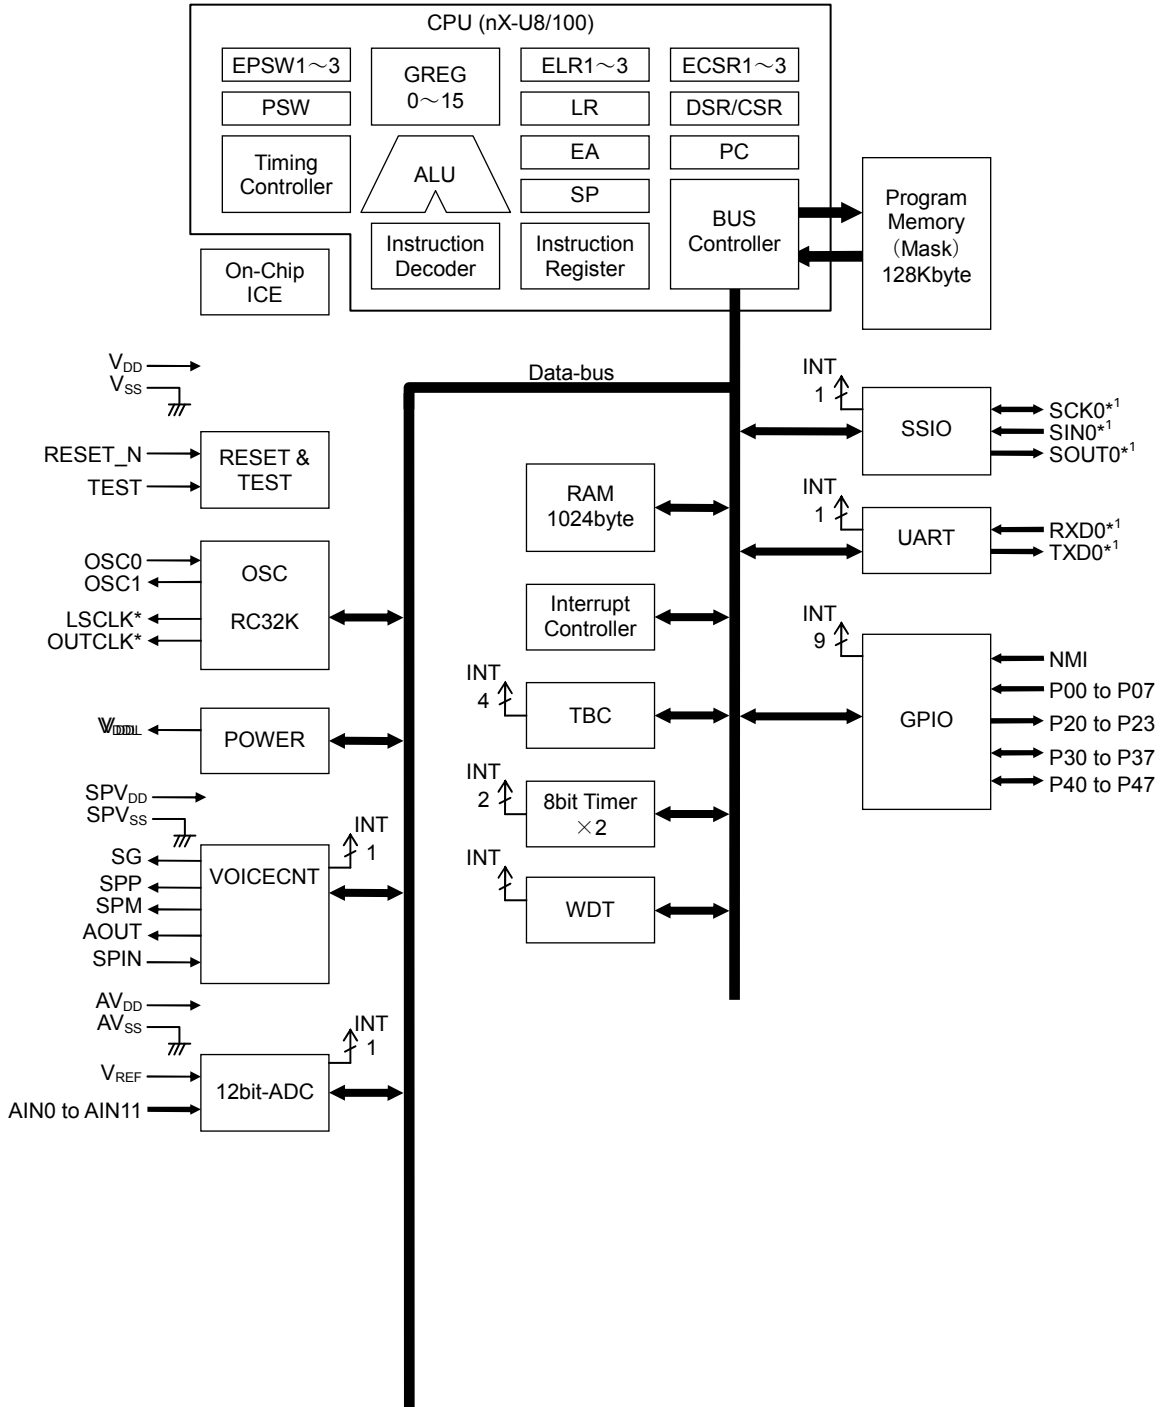 CPU (nX-U8/100)
EPSW1～3
GREG
0～15
ELR1～3
ECSR1～3
PSW
LR
DSR/CSR
Timing
Controller
ALU
EA
PC
SP
BUS
Controller
Program
Memory
（Mask）
128Kbyte
Instruction
Decoder
Instruction
Register
On-Chip
ICE
VDD
VSS
Data-bus
INT
1
SSIO
SCK0*1
SIN0*1
SOUT0*1
RESET_N
TEST
RESET &
TEST
RAM
1024byte
INT
1
UART
RXD0*1
TXD0*1
OSC0
OSC1
LSCLK*
OUTCLK*
OSC
RC32K
Interrupt
Controller
INT
9
GPIO
NMI
P00 to P07
P20 to P23
P30 to P37
P40 to P47
INT
4
TBC
POWER
INT
2
8bit Timer
×2
SPVDD
SPVSS
SG
SPP
SPM
AOUT
SPIN
VOICECNT
INT
1
INT
WDT
AVDD
AVSS
VREF
AIN0 to AIN11
12bit-ADC
INT
1